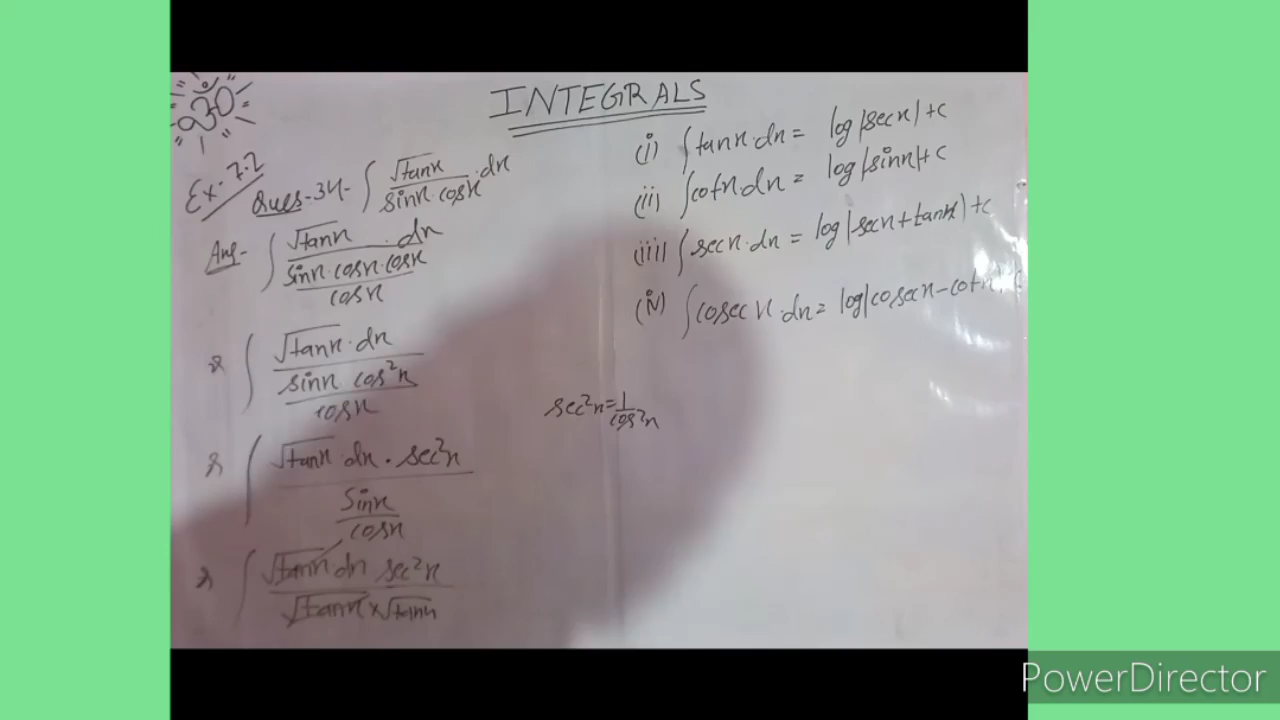 ॐ
INTEGRALS
Ex-7.2
Ques-34- ∫ √tanx / sinx·cosx · dx
Ans- ∫ √tanx · dx / (sinx·cosx·cosx / cosx)
∫ √tanx · dx / (sinx cos²x / cosx)
∫ √tanx dx · sec²x / (sinx / cosx)
∫ √tanx dx sec²x / √tanx × √tanx
(i) ∫ tanx·dx = log|secx|+c
(ii) ∫ cotx dx = log|sinx|+c
(iii) ∫ secx·dx = log|secx+tanx|+c
(iv) ∫ cosec x·dx = log|cosecx-cotx|+c
sec²x = 1/cos²x
PowerDirector